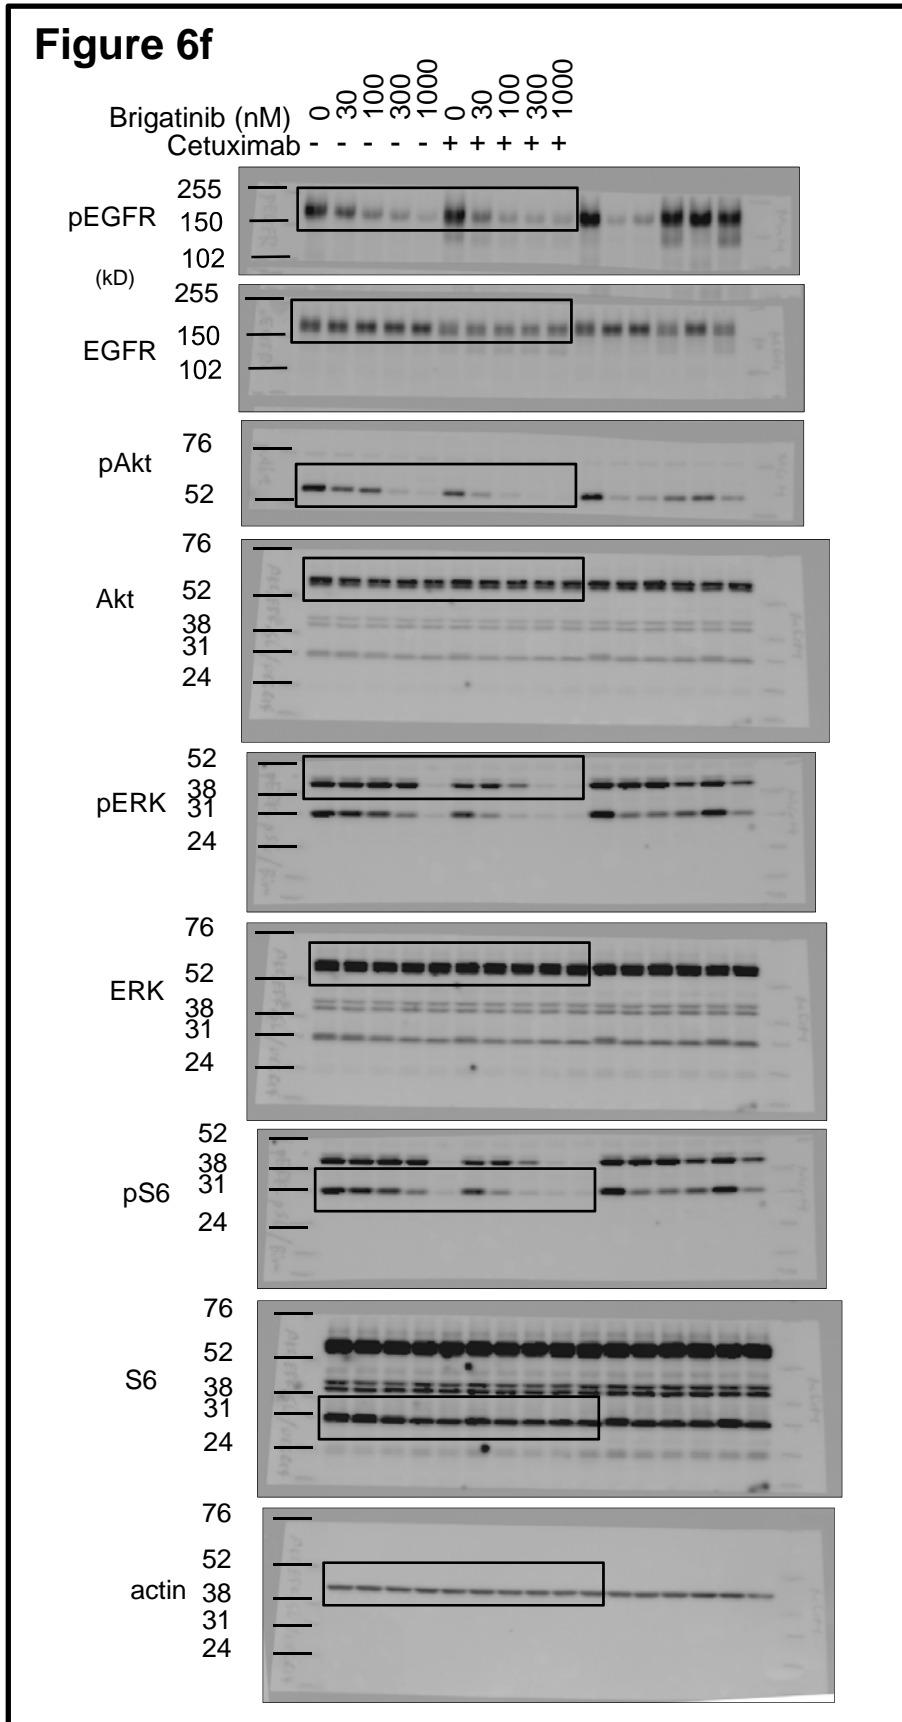 Figure 6f
Brigatinib (nM) 0 30 100 300 1000 0 30 100 300 1000
Cetuximab - - - - - + + + + +
pEGFR
255
150
102
(kD)
EGFR
255
150
102
pAkt
76
52
Akt
76
52
38
31
24
pERK
52
38
31
24
ERK
76
52
38
31
24
pS6
52
38
31
24
S6
76
52
38
31
24
actin
76
52
38
31
24